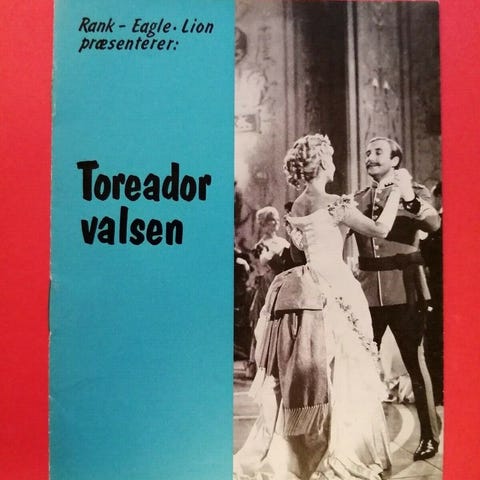 Rank - Eagle · Lion
præsenterer:
Toreador
valsen